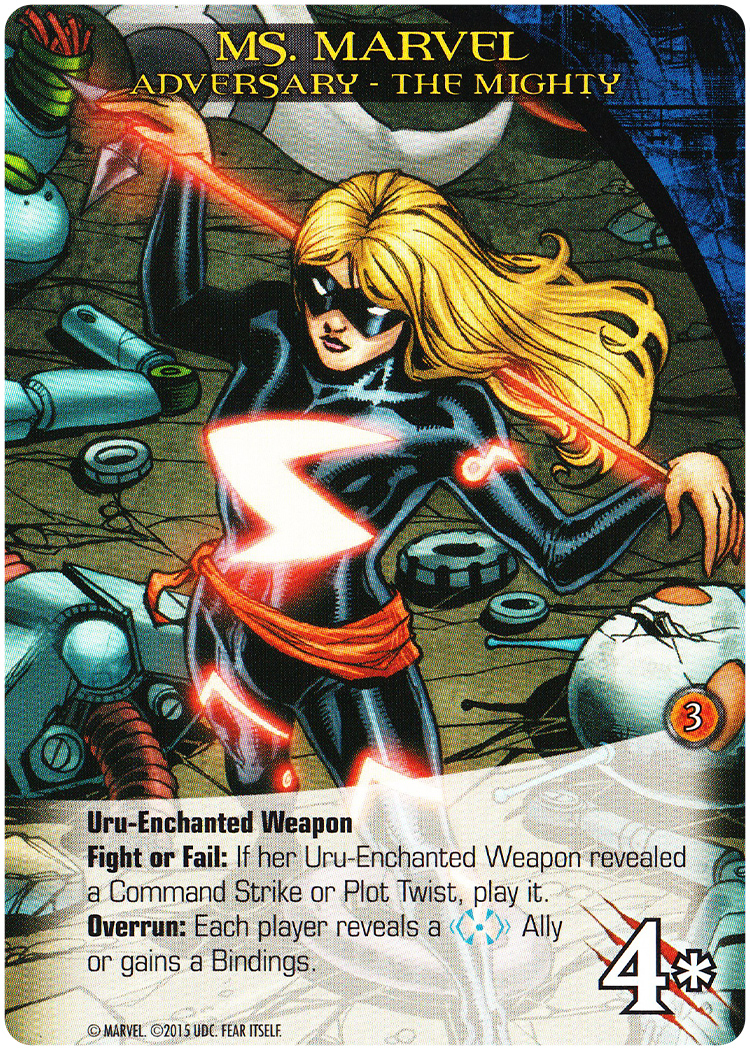 MS. MARVEL
ADVERSARY - THE MIGHTY
3
Uru-Enchanted Weapon
Fight or Fail: If her Uru-Enchanted Weapon revealed
a Command Strike or Plot Twist, play it.
Overrun: Each player reveals a Ally
or gains a Bindings.
4*
© MARVEL. ©2015 UDC. FEAR ITSELF.